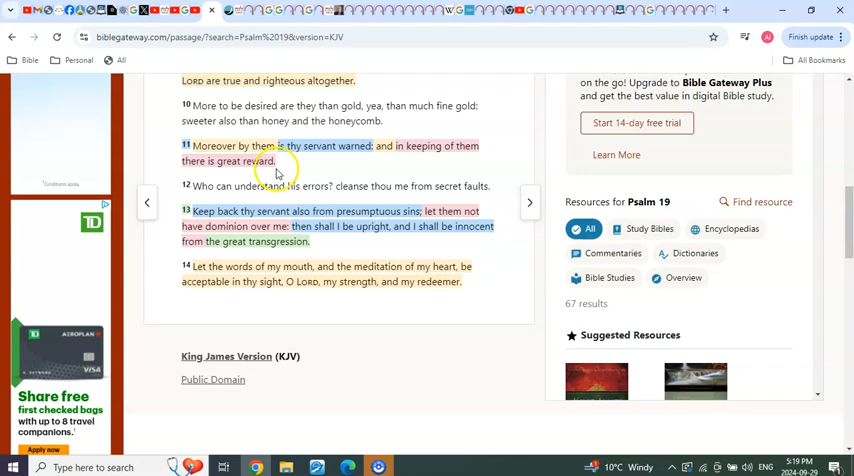 biblegateway.com/passage/?search=Psalm%2019&version=KJV
AI
Finish update
Bible
Personal
All
All Bookmarks
LORD are true and righteous altogether.
10 More to be desired are they than gold, yea, than much fine gold:
sweeter also than honey and the honeycomb.
11 Moreover by them is thy servant warned: and in keeping of them
there is great reward.
12 Who can understand his errors? cleanse thou me from secret faults.
13 Keep back thy servant also from presumptuous sins; let them not
have dominion over me: then shall I be upright, and I shall be innocent
from the great transgression.
14 Let the words of my mouth, and the meditation of my heart, be
acceptable in thy sight, O LORD, my strength, and my redeemer.
King James Version (KJV)
Public Domain
on the go! Upgrade to Bible Gateway Plus
and get the best value in digital Bible study.
Start 14-day free trial
Learn More
Resources for Psalm 19
Find resource
All
Study Bibles
Encyclopedias
Commentaries
Dictionaries
Bible Studies
Overview
67 results
Suggested Resources
¹Conditions apply.
TD
TD
AEROPLAN
VISA
Share free
first checked bags
with up to 8 travel
companions.¹
Apply now
Type here to search
10°C Windy
ENG
5:19 PM
2024-09-29